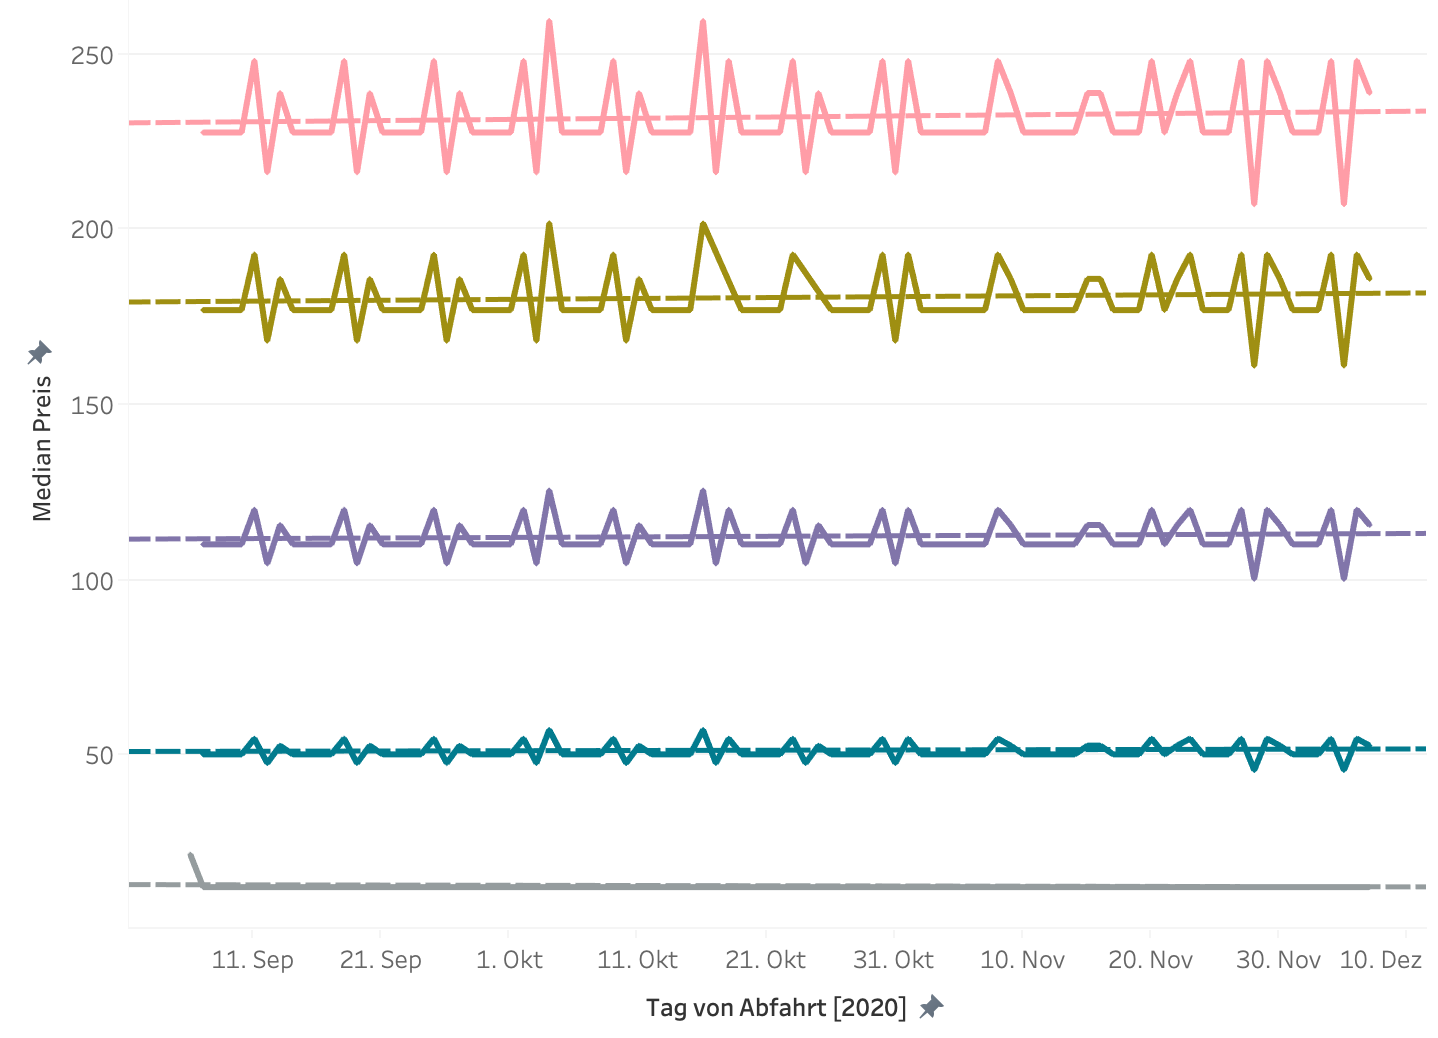 250
200
150
100
50
Median Preis
11. Sep 21. Sep 1. Okt 11. Okt 21. Okt 31. Okt 10. Nov 20. Nov 30. Nov 10. Dez
Tag von Abfahrt [2020]